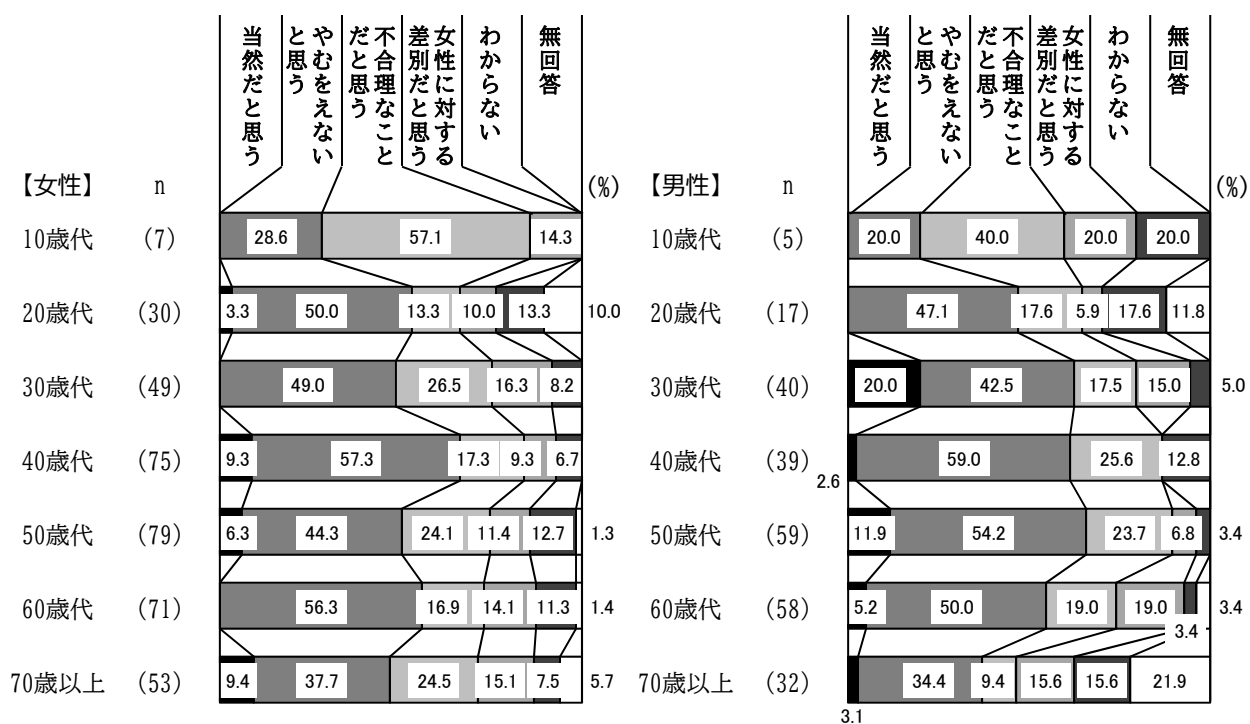 当然だと思う
やむをえない
と思う
不合理なこと
だと思う
女性に対する
差別だと思う
わからない
無回答
【女性】 n (%)
10歳代 (7) 28.6 57.1 14.3
20歳代 (30) 3.3 50.0 13.3 10.0 13.3 10.0
30歳代 (49) 49.0 26.5 16.3 8.2
40歳代 (75) 9.3 57.3 17.3 9.3 6.7
50歳代 (79) 6.3 44.3 24.1 11.4 12.7 1.3
60歳代 (71) 56.3 16.9 14.1 11.3 1.4
70歳以上 (53) 9.4 37.7 24.5 15.1 7.5 5.7
当然だと思う
やむをえない
と思う
不合理なこと
だと思う
女性に対する
差別だと思う
わからない
無回答
【男性】 n (%)
10歳代 (5) 20.0 40.0 20.0 20.0
20歳代 (17) 47.1 17.6 5.9 17.6 11.8
30歳代 (40) 20.0 42.5 17.5 15.0 5.0
40歳代 (39) 2.6 59.0 25.6 12.8
50歳代 (59) 11.9 54.2 23.7 6.8 3.4
60歳代 (58) 5.2 50.0 19.0 19.0 3.4 3.4
70歳以上 (32) 3.1 34.4 9.4 15.6 15.6 21.9